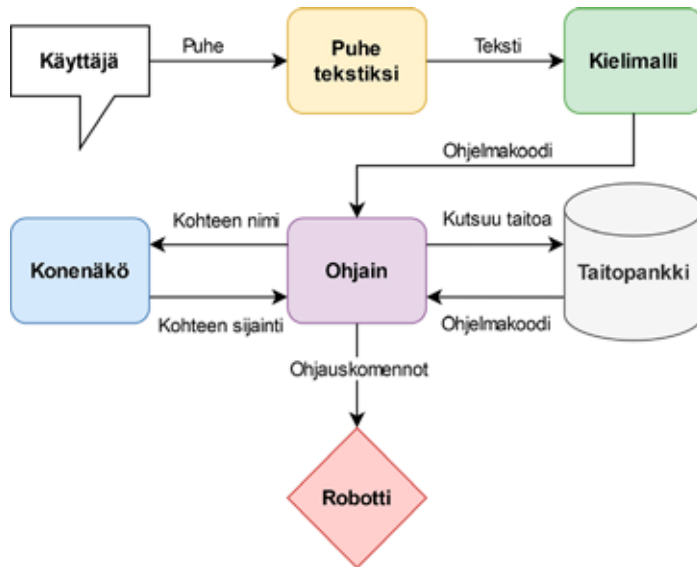 Käyttäjä
Puhe
Puhe
tekstiksi
Teksti
Kielimalli
Ohjelmakoodi
Konenäkö
Kohteen nimi
Kohteen sijainti
Ohjain
Kutsuu taitoa
Ohjelmakoodi
Taitopankki
Ohjauskomennot
Robotti